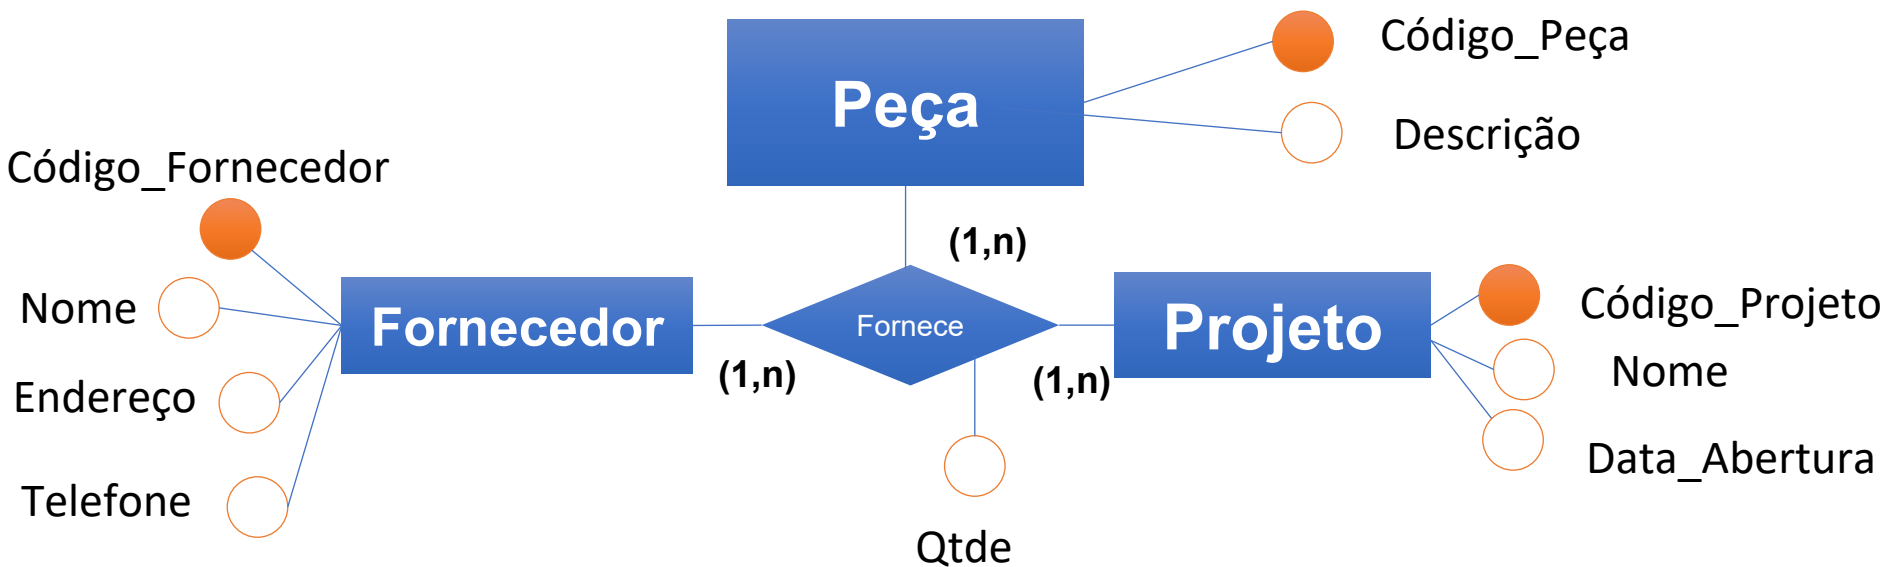 Código_Peça
Peça
Descrição
Código_Fornecedor
(1,n)
Nome
Fornecedor
Fornece
Projeto
Código_Projeto
(1,n)
(1,n)
Nome
Endereço
Data_Abertura
Telefone
Qtde